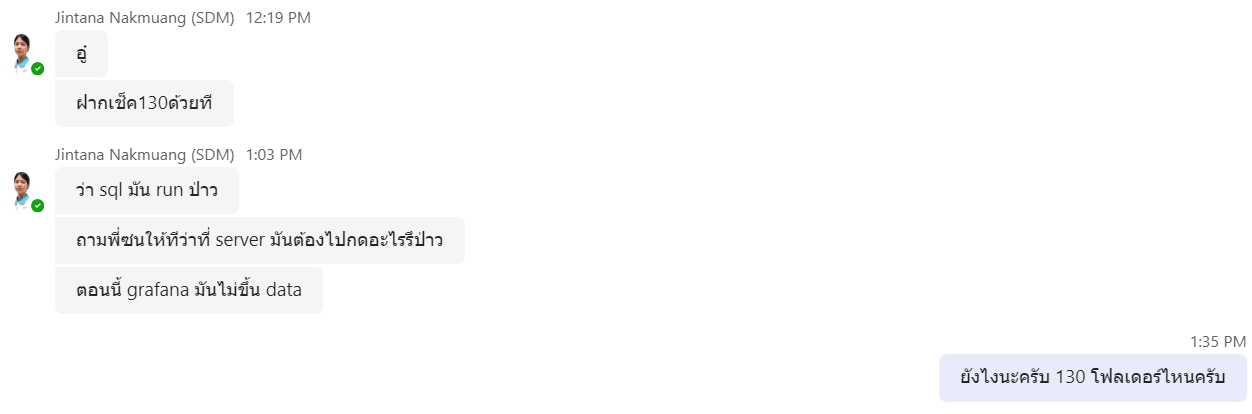 Jintana Nakmuang (SDM) 12:19 PM
อู๋
ฝากเช็ค130ด้วยที
Jintana Nakmuang (SDM) 1:03 PM
ว่า sql มัน run ป่าว
ถามพี่ซนให้ทีว่าที่ server มันต้องไปกดอะไรรึป่าว
ตอนนี้ grafana มันไม่ขึ้น data
1:35 PM
ยังไงนะครับ 130 โฟลเดอร์ไหนครับ